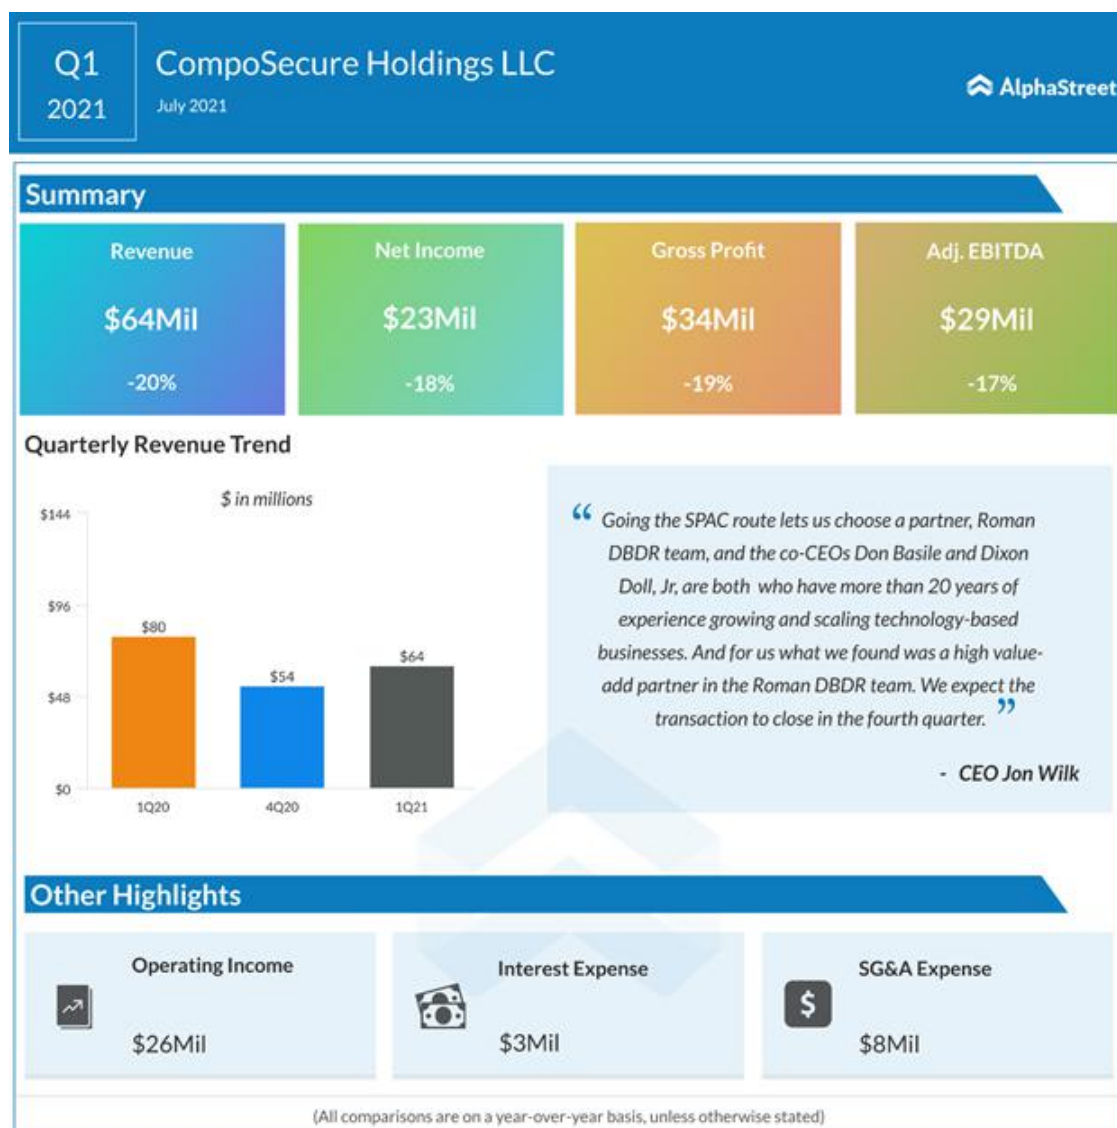 Q1
2021
CompoSecure Holdings LLC
July 2021
AlphaStreet
Summary
Revenue
$64Mil
-20%
Net Income
$23Mil
-18%
Gross Profit
$34Mil
-19%
Adj. EBITDA
$29Mil
-17%
Quarterly Revenue Trend
$ in millions
$144
$96
$48
$0
$80
$54
$64
1Q20
4Q20
1Q21
“ Going the SPAC route lets us choose a partner, Roman
DBDR team, and the co-CEOs Don Basile and Dixon
Doll, Jr, are both who have more than 20 years of
experience growing and scaling technology-based
businesses. And for us what we found was a high value-
add partner in the Roman DBDR team. We expect the
transaction to close in the fourth quarter. ”
- CEO Jon Wilk
Other Highlights
Operating Income
$26Mil
Interest Expense
$3Mil
SG&A Expense
$
$8Mil
(All comparisons are on a year-over-year basis, unless otherwise stated)